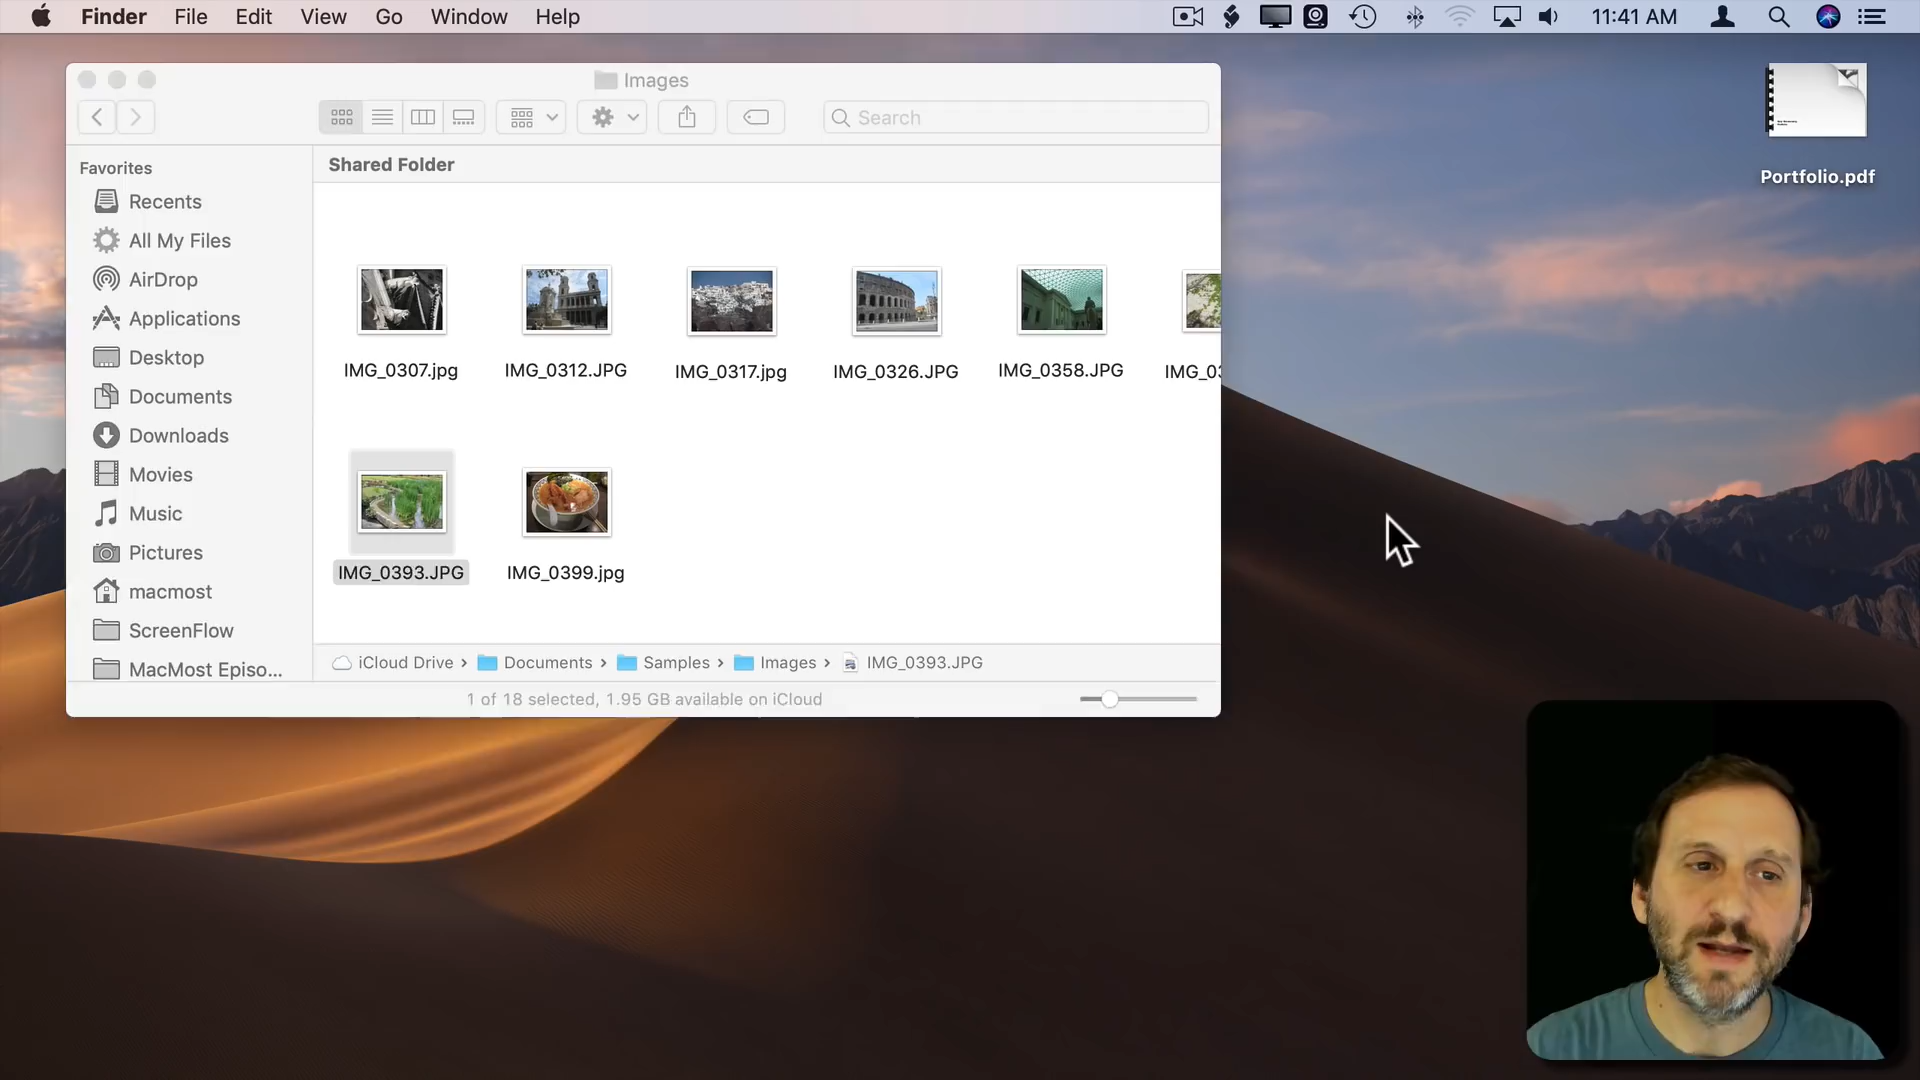 Finder File Edit View Go Window Help 11:41 AM
Images
Search
Portfolio.pdf
Favorites
Recents
All My Files
AirDrop
Applications
Desktop
Documents
Downloads
Movies
Music
Pictures
macmost
ScreenFlow
MacMost Episo...
Shared Folder
IMG_0307.jpg IMG_0312.JPG IMG_0317.jpg IMG_0326.JPG IMG_0358.JPG
IMG_0393.JPG IMG_0399.jpg
iCloud Drive › Documents › Samples › Images › IMG_0393.JPG
1 of 18 selected, 1.95 GB available on iCloud